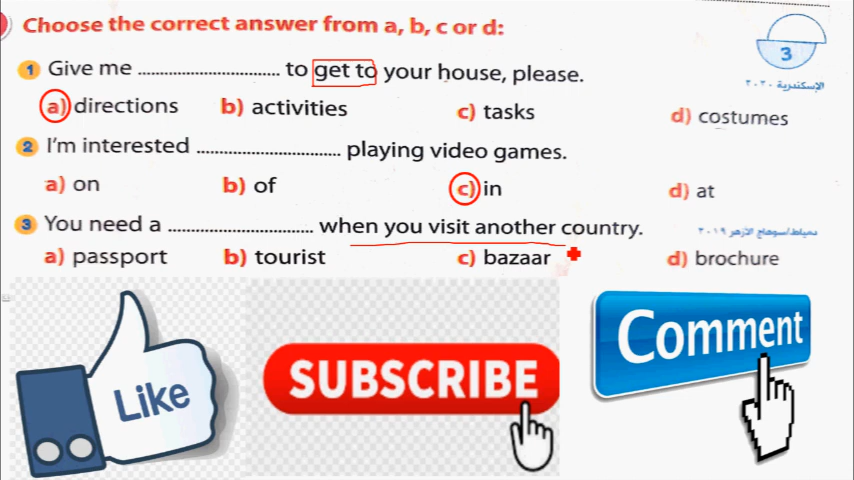 Choose the correct answer from a, b, c or d:
3
1 Give me .............................. to get to your house, please.
الإسكندرية ٢٠٢٠
a) directions b) activities c) tasks d) costumes
2 I'm interested .............................. playing video games.
a) on b) of c) in d) at
3 You need a .............................. when you visit another country.
دمياط/سوهاج الأزهر ٢٠١٩
a) passport b) tourist c) bazaar d) brochure
Like
SUBSCRIBE
Comment